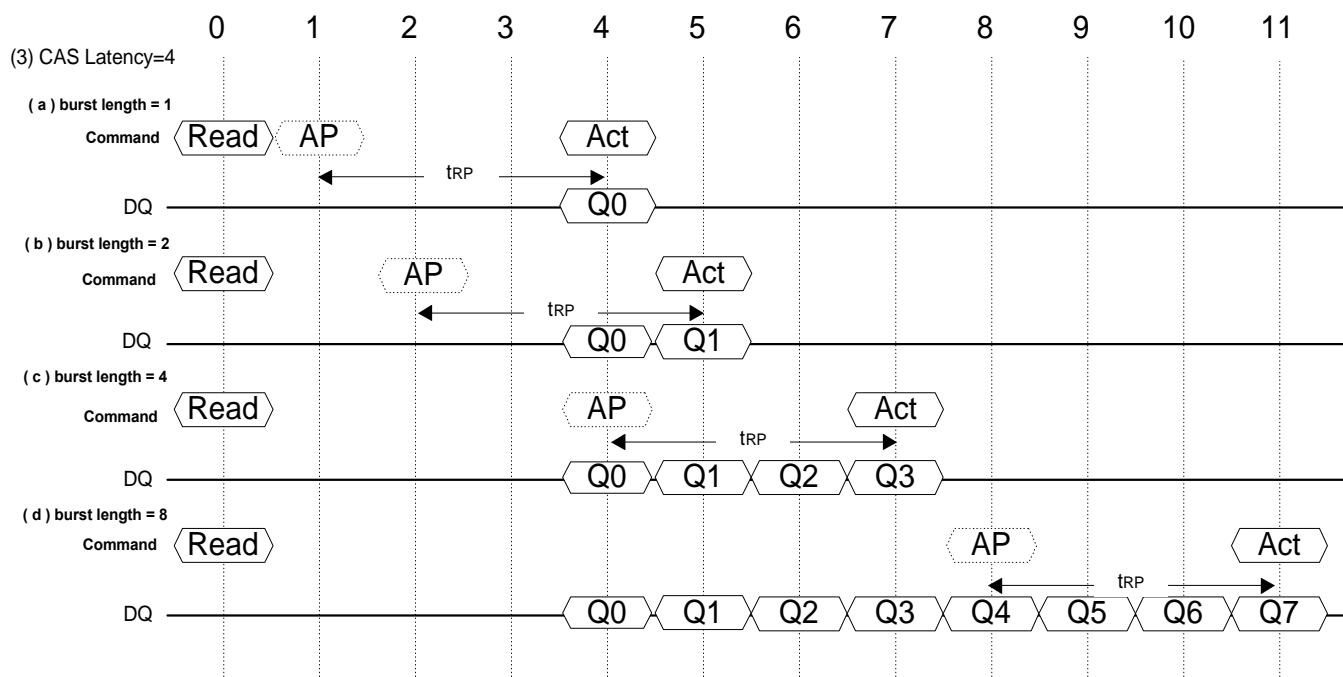 0 1 2 3 4 5 6 7 8 9 10 11
(3) CAS Latency=4
( a ) burst length = 1
Command Read AP Act
tRP
DQ Q0
( b ) burst length = 2
Command Read AP Act
tRP
DQ Q0 Q1
( c ) burst length = 4
Command Read AP Act
tRP
DQ Q0 Q1 Q2 Q3
( d ) burst length = 8
Command Read AP Act
tRP
DQ Q0 Q1 Q2 Q3 Q4 Q5 Q6 Q7